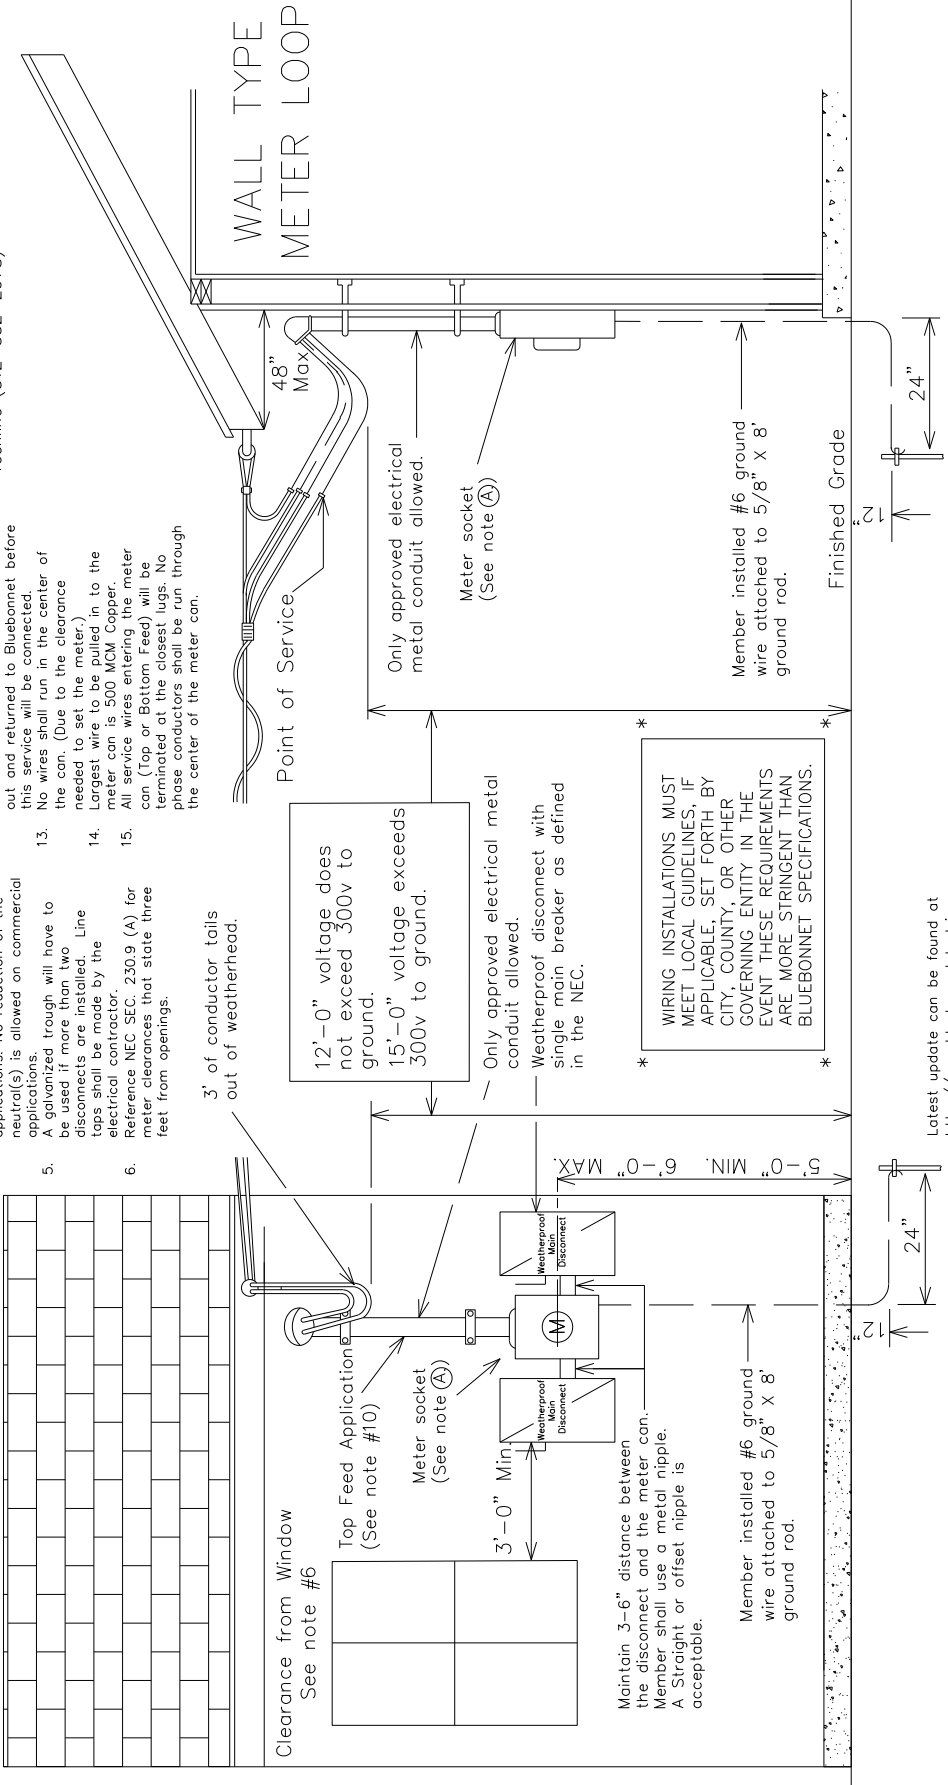 applications. No reduction of the
neutral(s) is allowed on commercial
applications.
5. A galvanized trough will have to
be used if more than two
disconnects are installed. Line
taps shall be made by the
electrical contractor.
6. Reference NEC SEC. 230.9 (A) for
meter clearances that state three
feet from openings.
out and returned to Bluebonnet before
this service will be connected.
13. No wires shall run in the center of
the can. (Due to the clearance
needed to set the meter.)
14. Largest wire to be pulled in to the
meter can is 500 MCM Copper.
15. All service wires entering the meter
can (Top or Bottom Feed) will be
terminated at the closest lugs. No
phase conductors shall be run through
the center of the meter can.
WALL TYPE
METER LOOP
Clearance from Window
See note #6
3' of conductor tails
out of weatherhead.
Top Feed Application
(See note #10)
Meter socket
(See note A.)
3'-0" Min.
Weatherproof
Main
Disconnect
M
Weatherproof
Main
Disconnect
Maintain 3-6" distance between
the disconnect and the meter can.
Member shall use a metal nipple.
A Straight or offset nipple is
acceptable.
Member installed #6 ground
wire attached to 5/8" X 8'
ground rod.
12"
24"
5'-0" MIN. 6'-0" MAX.
12'-0" voltage does
not exceed 300v to
ground.
15'-0" voltage exceeds
300v to ground.
Only approved electrical metal
conduit allowed.
Weatherproof disconnect with
single main breaker as defined
in the NEC.
* *
WIRING INSTALLATIONS MUST
MEET LOCAL GUIDELINES, IF
APPLICABLE, SET FORTH BY
CITY, COUNTY, OR OTHER
GOVERNING ENTITY IN THE
EVENT THESE REQUIREMENTS
ARE MORE STRINGENT THAN
BLUEBONNET SPECIFICATIONS.
* *
Point of Service
48"
Max
Only approved electrical
metal conduit allowed.
Meter socket
(See note A.)
Member installed #6 ground
wire attached to 5/8" X 8'
ground rod.
Finished Grade
12"
24"
Latest update can be found at